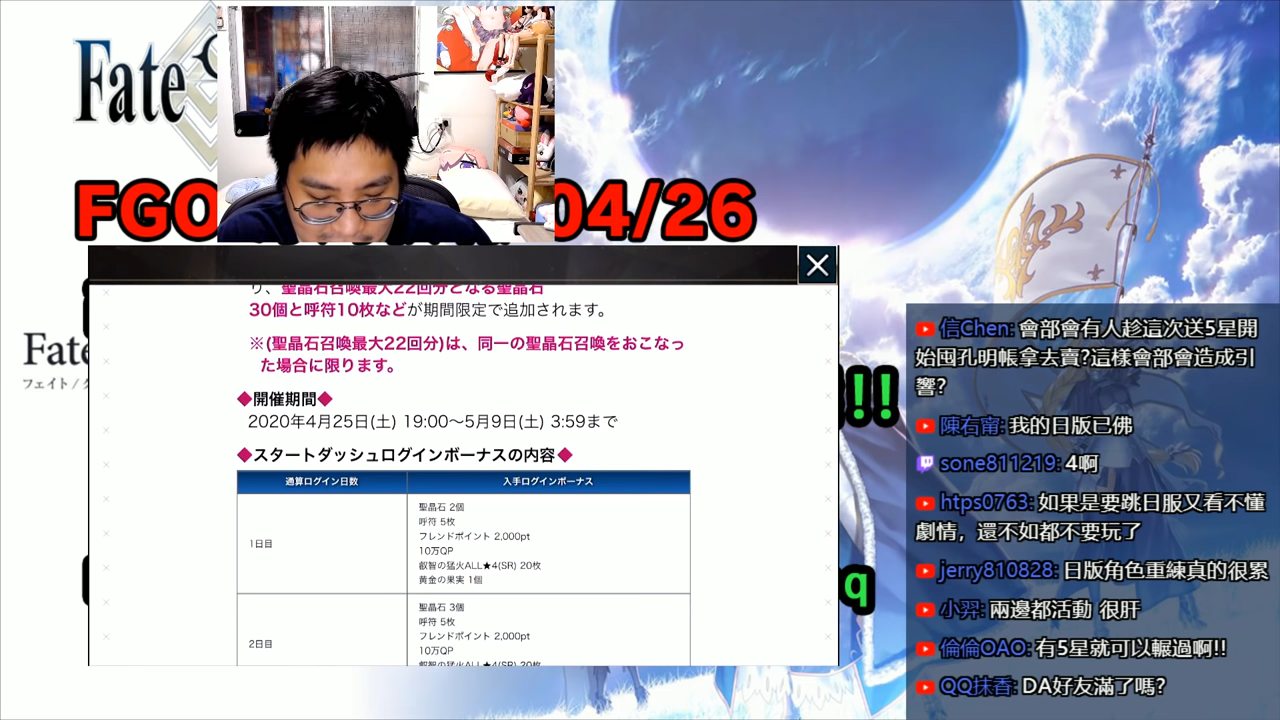 Fate
FGO
04/26
り、聖晶石召喚最大22回分となる聖晶石
30個と呼符10枚などが期間限定で追加されます。
※(聖晶石召喚最大22回分)は、同一の聖晶石召喚をおこなっ
た場合に限ります。
◆開催期間◆
2020年4月25日(土) 19:00～5月9日(土) 3:59まで
◆スタートダッシュログインボーナスの内容◆
通算ログイン日数 入手ログインボーナス
1日目
聖晶石 2個
呼符 5枚
フレンドポイント 2,000pt
10万QP
叡智の猛火ALL★4(SR) 20枚
黄金の果実 1個
2日目
聖晶石 3個
呼符 5枚
フレンドポイント 2,000pt
10万QP
叡智の猛火ALL★4(SR) 20枚
Fate
フェイト/
!!
q
信Chen: 會部會有人趁這次送5星開
始囤孔明帳拿去賣?這樣會部會造成引
響?
陳右甯: 我的日版已佛
sone811219: 4啊
htps0763: 如果是要跳日服又看不懂
劇情，還不如都不要玩了
jerry810828: 日版角色重練真的很累
小羿: 兩邊都活動 很肝
倫倫OAO: 有5星就可以輾過啊!!
QQ抹香: DA好友滿了嗎?